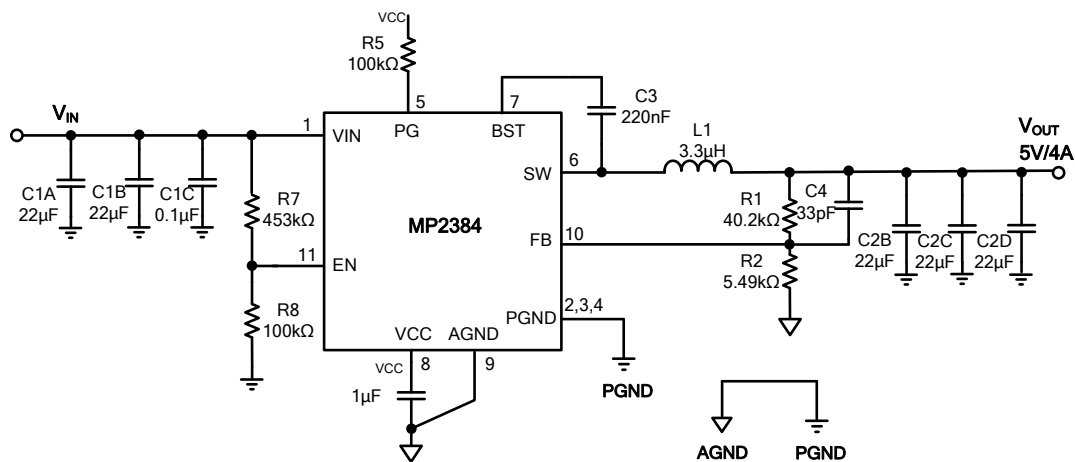 VCC
R5
100kΩ
5
7
C3
220nF
V_IN
1
VIN
PG
BST
L1
3.3µH
V_OUT
5V/4A
6
SW
C1A
22µF
C1B
22µF
C1C
0.1µF
R7
453kΩ
MP2384
R1
40.2kΩ
C4
33pF
FB
10
C2B
22µF
C2C
22µF
C2D
22µF
11
EN
R2
5.49kΩ
R8
100kΩ
PGND
2,3,4
VCC
AGND
VCC
8
9
1µF
PGND
AGND
PGND